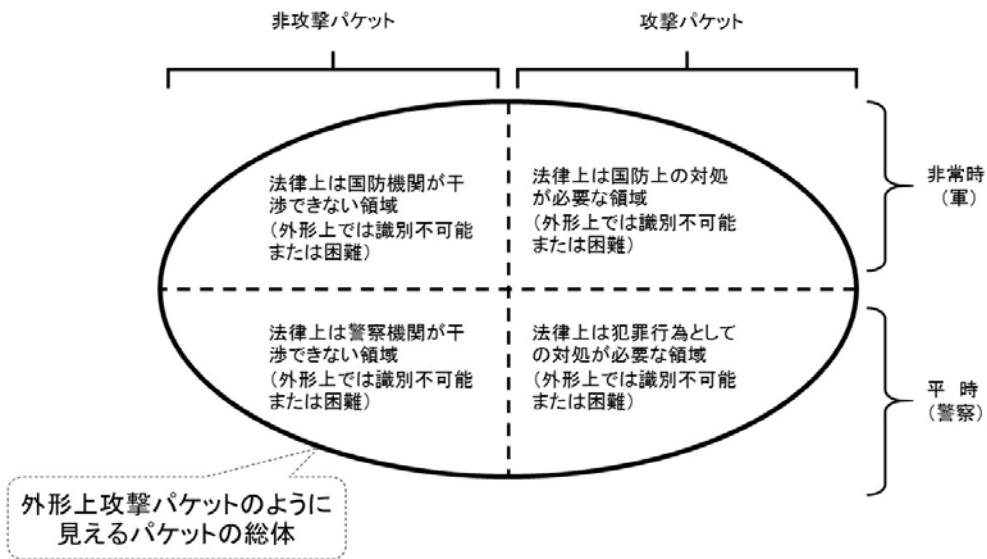 非攻撃パケット
攻撃パケット
法律上は国防機関が干
渉できない領域
(外形上では識別不可能
または困難)
法律上は国防上の対処
が必要な領域
(外形上では識別不可能
または困難)
非常時
(軍)
法律上は警察機関が干
渉できない領域
(外形上では識別不可能
または困難)
法律上は犯罪行為として
の対処が必要な領域
(外形上では識別不可能
または困難)
平 時
(警察)
外形上攻撃パケットのように
見えるパケットの総体